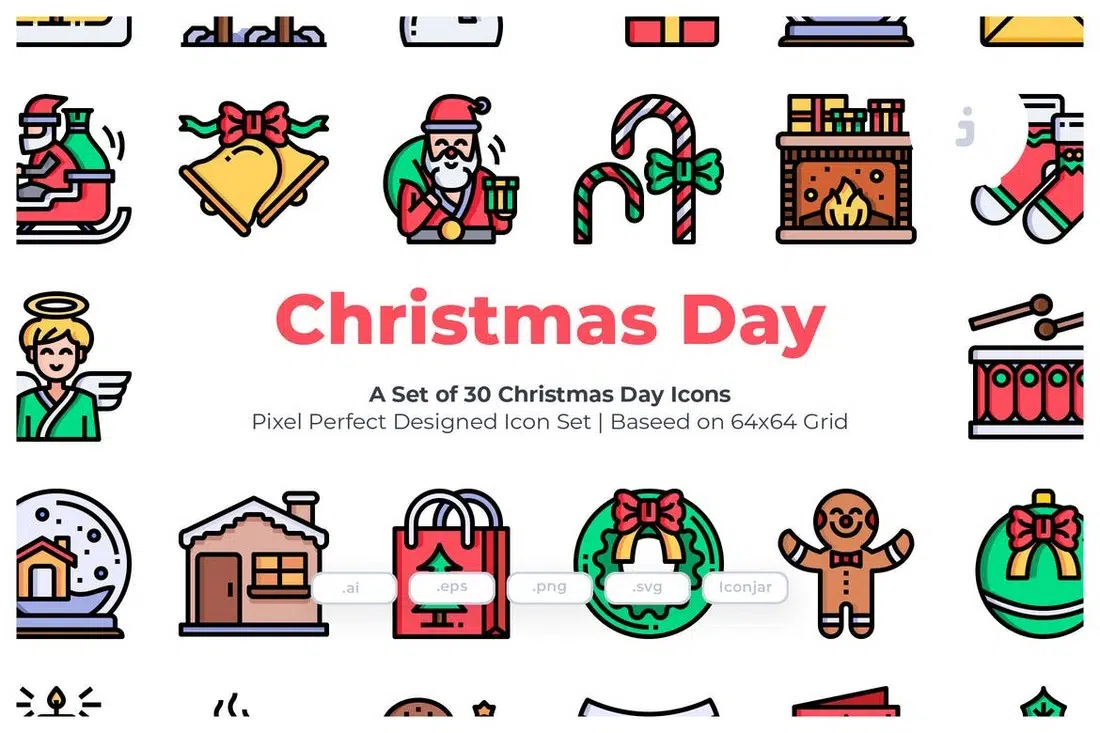 Christmas Day
A Set of 30 Christmas Day Icons
Pixel Perfect Designed Icon Set | Baseed on 64x64 Grid
.ai .eps .png .svg Iconjar